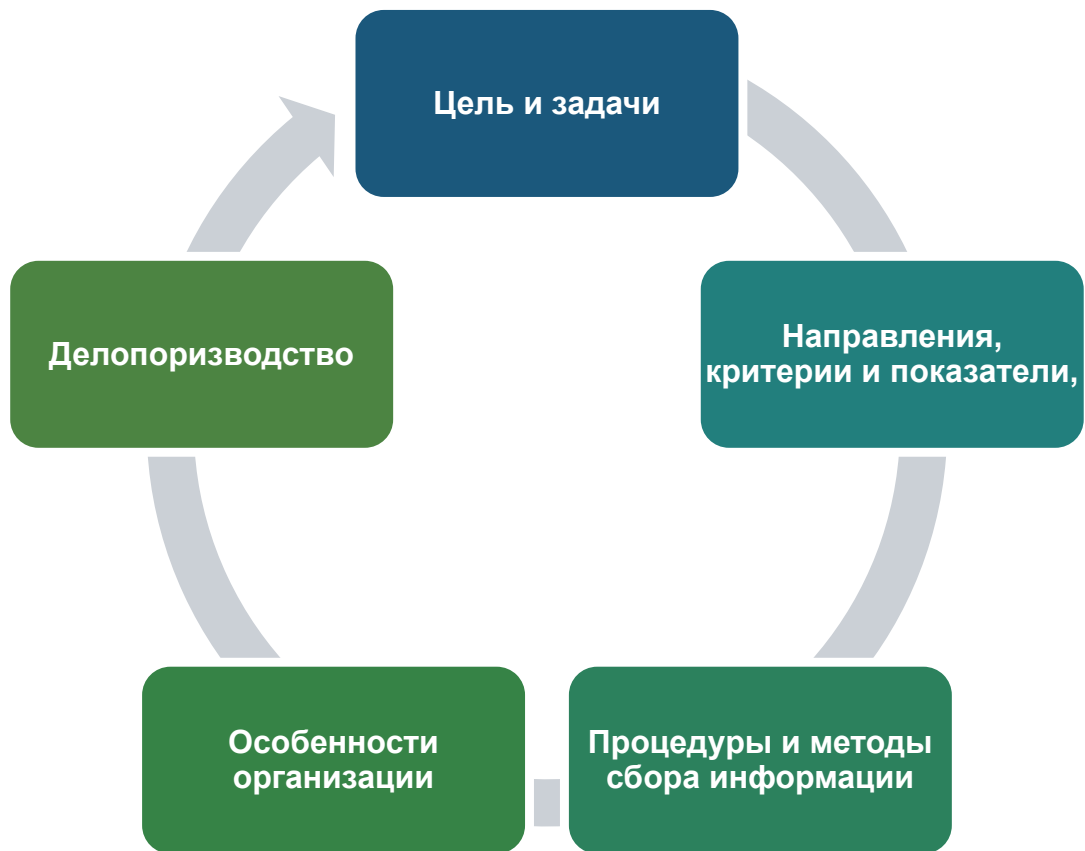 Цель и задачи
Направления,
критерии и показатели,
Процедуры и методы
сбора информации
Особенности
организации
Делопоризводство